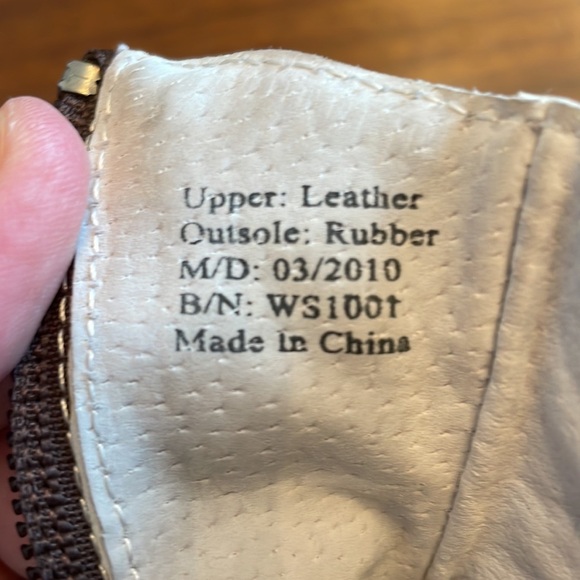 Upper: Leather
Outsole: Rubber
M/D: 03/2010
B/N: WS1001
Made in China